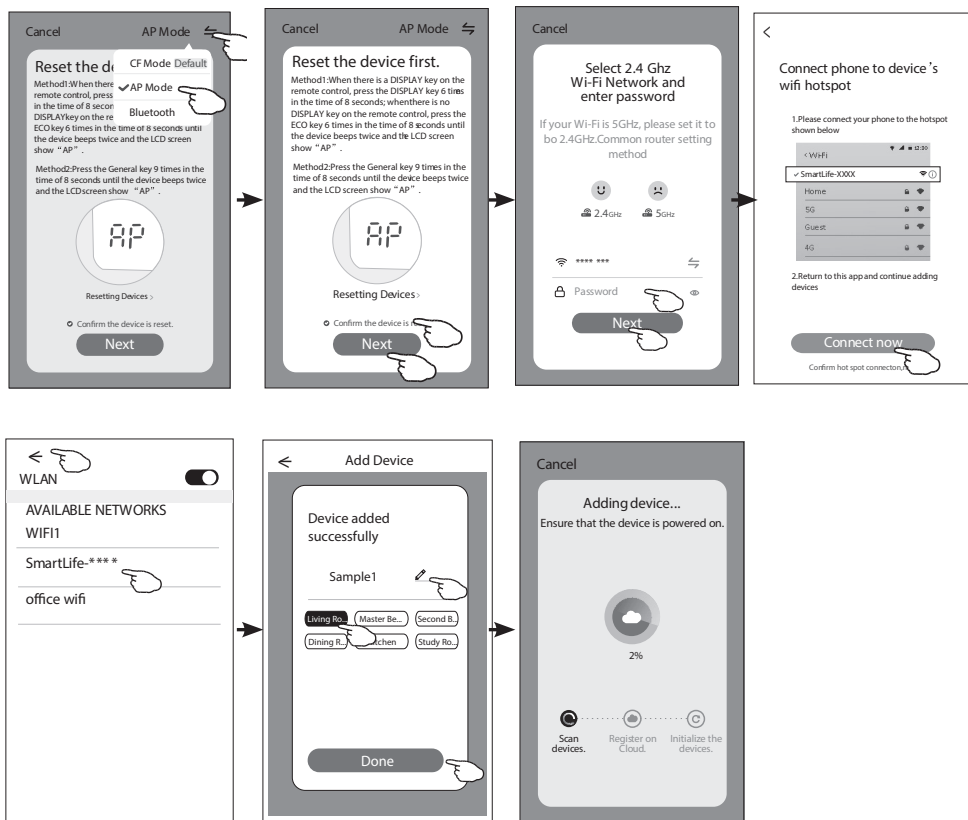 Cancel AP Mode
Reset the de
CF Mode Default
AP Mode
Bluetooth
Method1:When there
remote control, press
in the time of 8 secon
DISPLAYkey on the re
ECO key 6 times in the time of 8 seconds until
the device beeps twice and the LCD screen
show “AP”.
Method2:Press the General key 9 times in the
time of 8 seconds until the device beeps twice
and the LCD screen show “AP”.
AP
Resetting Devices >
Confirm the device is reset.
Next
Cancel AP Mode
Reset the device first.
Method1:When there is a DISPLAY key on the
remote control, press the DISPLAY key 6 times
in the time of 8 seconds; whenthere is no
DISPLAY key on the remote control, press the
ECO key 6 times in the time of 8 seconds until
the device beeps twice and the LCD screen
show “AP”.
Method2:Press the General key 9 times in the
time of 8 seconds until the device beeps twice
and the LCD screen show “AP”.
AP
Resetting Devices >
Confirm the device is
Next
Cancel
Select 2.4 Ghz
Wi-Fi Network and
enter password
If your Wi-Fi is 5GHz, please set it to
bo 2.4GHz.Common router setting
method
2.4GHz 5GHz
**** ***
Password
Next
<
Connect phone to device’s
wifi hotspot
1.Please connect your phone to the hotspot
shown below
12:30
< Wi-Fi
SmartLife-XXXX
Home
5G
Guest
4G
2.Return to this app and continue adding
devices
Connect now
Confirm hot spot connecton,
WLAN
AVAILABLE NETWORKS
WIFI1
SmartLife-****
office wifi
Add Device
Device added
successfully
Sample1
Living Ro... Master Be... Second B...
Dining R... itchen Study Ro...
Done
Cancel
Adding device...
Ensure that the device is powered on.
2%
Scan
devices.
Register on
Cloud.
Initialize the
devices.